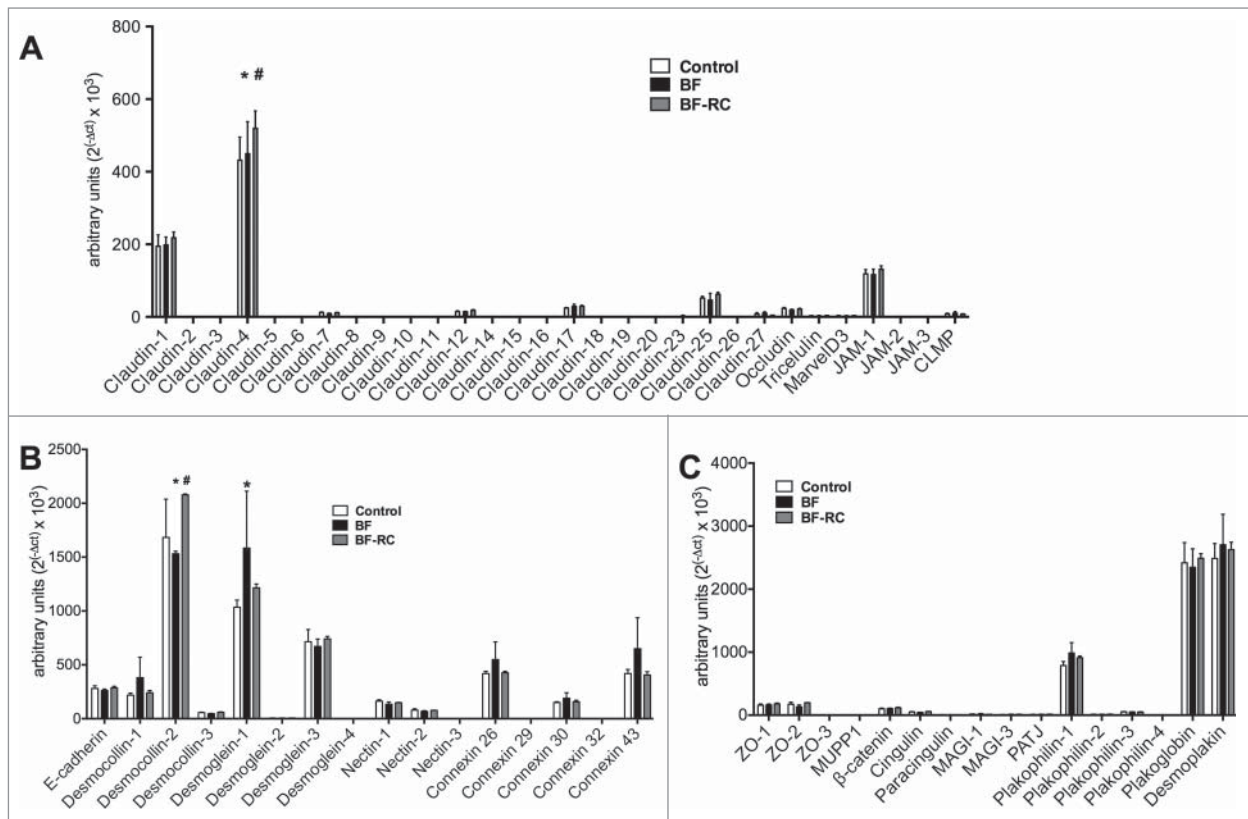 A
800
600
400
200
0
arbitrary units (2^(-Δct) x 10^3)
* #
Control
BF
BF-RC
Claudin-1
Claudin-2
Claudin-3
Claudin-4
Claudin-5
Claudin-6
Claudin-7
Claudin-8
Claudin-9
Claudin-10
Claudin-11
Claudin-12
Claudin-14
Claudin-15
Claudin-16
Claudin-17
Claudin-18
Claudin-19
Claudin-20
Claudin-23
Claudin-25
Claudin-26
Claudin-27
Occludin
Tricelulin
MarvelD3
JAM-1
JAM-2
JAM-3
CLMP
B
2500
2000
1500
1000
500
0
arbitrary units (2^(-Δct) x 10^3)
* #
*
Control
BF
BF-RC
E-cadherin
Desmocollin-1
Desmocollin-2
Desmocollin-3
Desmoglein-1
Desmoglein-2
Desmoglein-3
Desmoglein-4
Nectin-1
Nectin-2
Nectin-3
Connexin 26
Connexin 29
Connexin 30
Connexin 32
Connexin 43
C
4000
3000
2000
1000
0
arbitrary units (2^(-Δct) x 10^3)
Control
BF
BF-RC
ZO-1
ZO-2
ZO-3
MUPP1
β-catenin
Cingulin
Paracingulin
MAGI-1
MAGI-3
PATJ
Plakophilin-1
Plakophilin-2
Plakophilin-3
Plakophilin-4
Plakoglobin
Desmoplakin